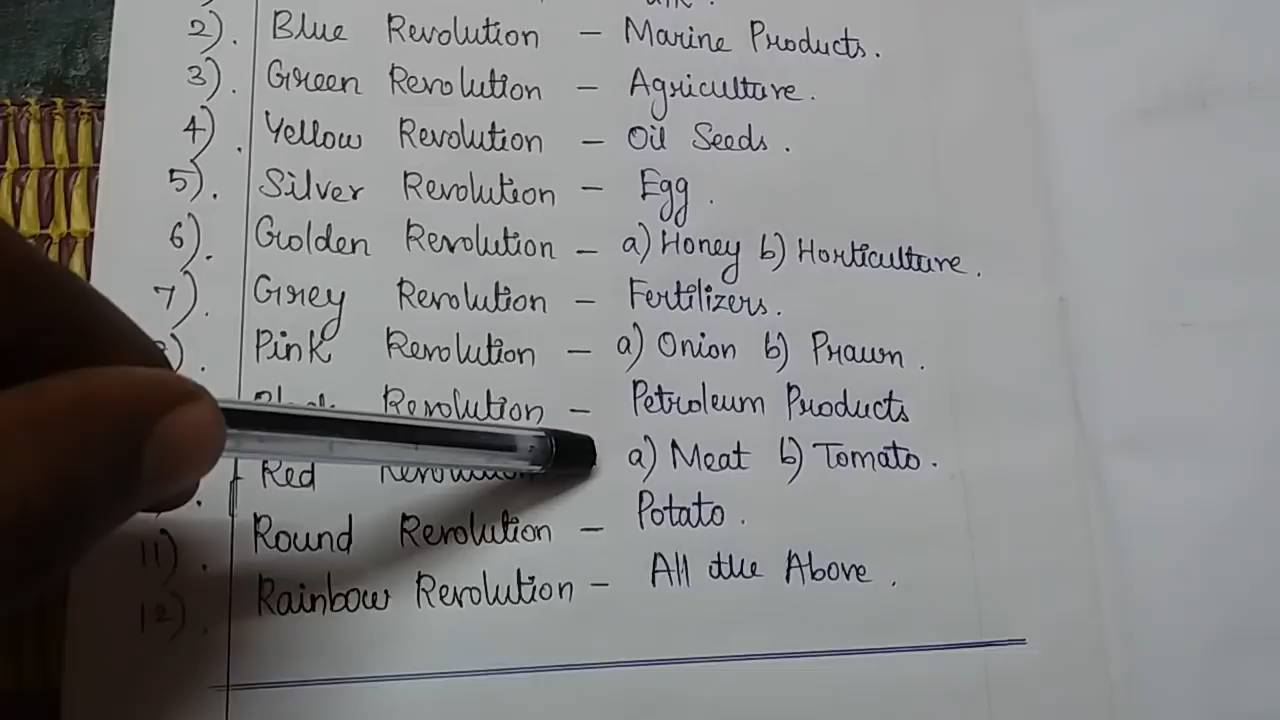 2). Blue Revolution - Marine Products.
3). Green Revolution - Agriculture.
4). Yellow Revolution - Oil Seeds.
5). Silver Revolution - Egg.
6). Golden Revolution - a) Honey b) Horticulture.
7). Grey Revolution - Fertilizers.
Pink Revolution - a) Onion b) Prawn.
Revolution - Petroleum Products
Red Revolution a) Meat b) Tomato.
11). Round Revolution - Potato.
12). Rainbow Revolution - All the Above.